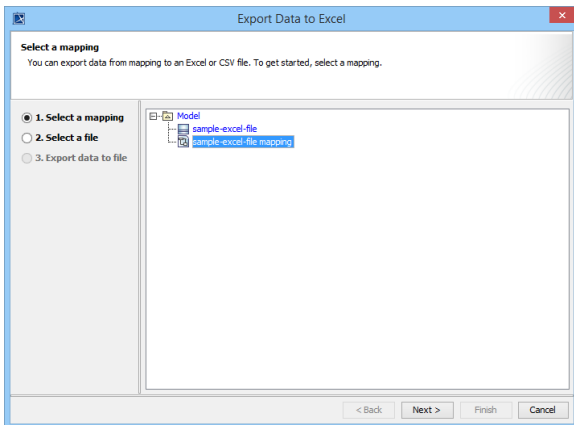 Export Data to Excel
Select a mapping
You can export data from mapping to an Excel or CSV file. To get started, select a mapping.
1. Select a mapping
2. Select a file
3. Export data to file
Model
sample-excel-file
sample-excel-file mapping
< Back
Next >
Finish
Cancel